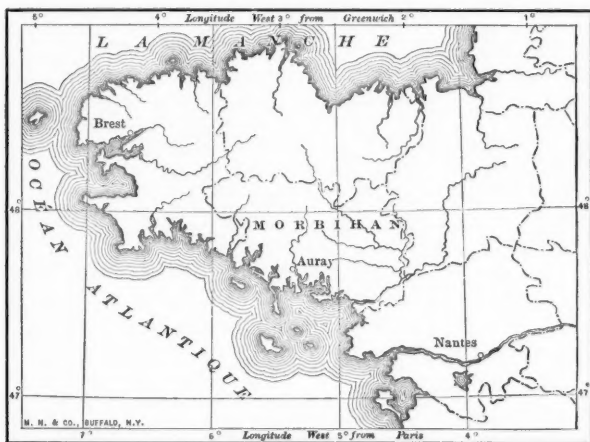 5° 4° Longitude West 3° from Greenwich 2° 1°
LA MANCHE
Brest
OCÉAN ATLANTIQUE
48 48
MORBIHAN
Auray
Nantes
47 47
M. N. & CO., BUFFALO, N.Y.
7° 6° Longitude West 5° from Paris 4°